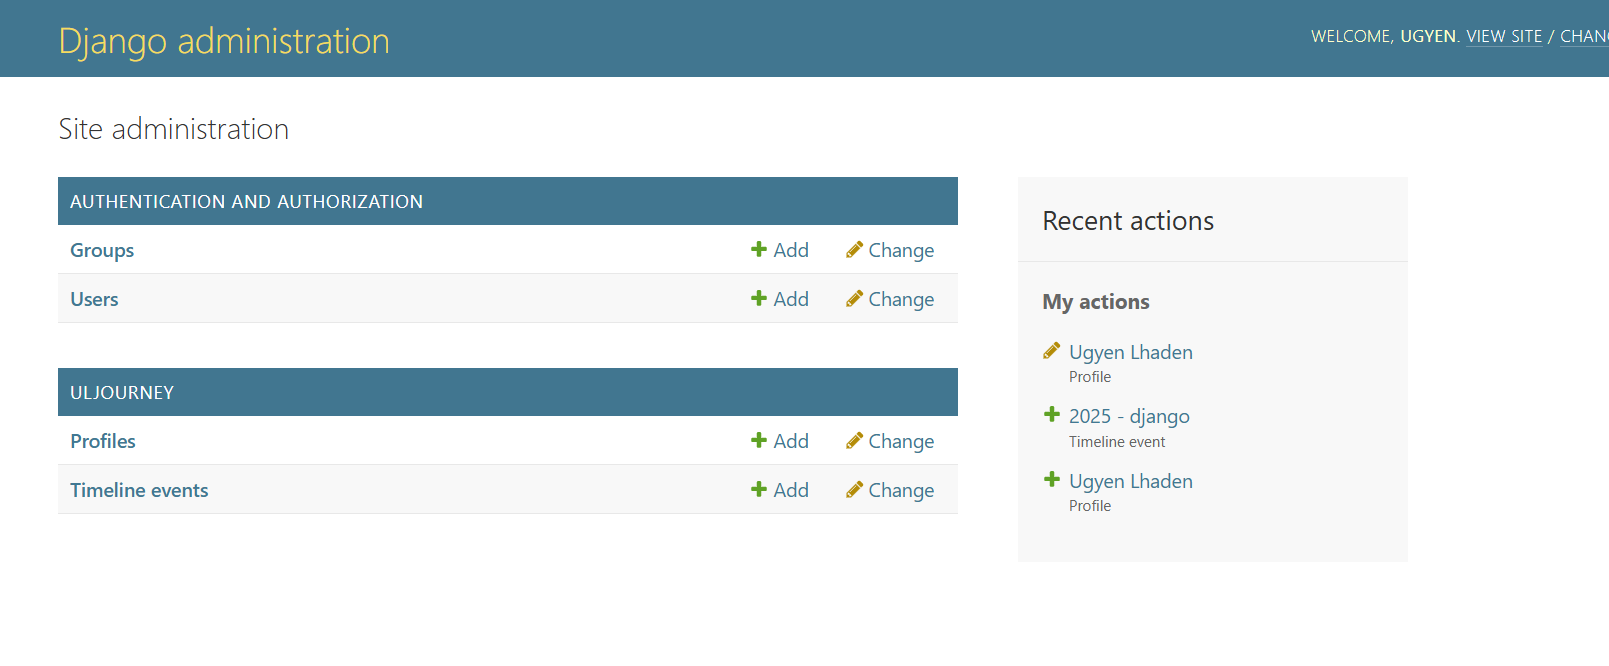 Django administration
WELCOME, UGYEN. VIEW SITE / CHAN
Site administration
AUTHENTICATION AND AUTHORIZATION
Groups Add Change
Users Add Change
ULJOURNEY
Profiles Add Change
Timeline events Add Change
Recent actions
My actions
Ugyen Lhaden
Profile
2025 - django
Timeline event
Ugyen Lhaden
Profile